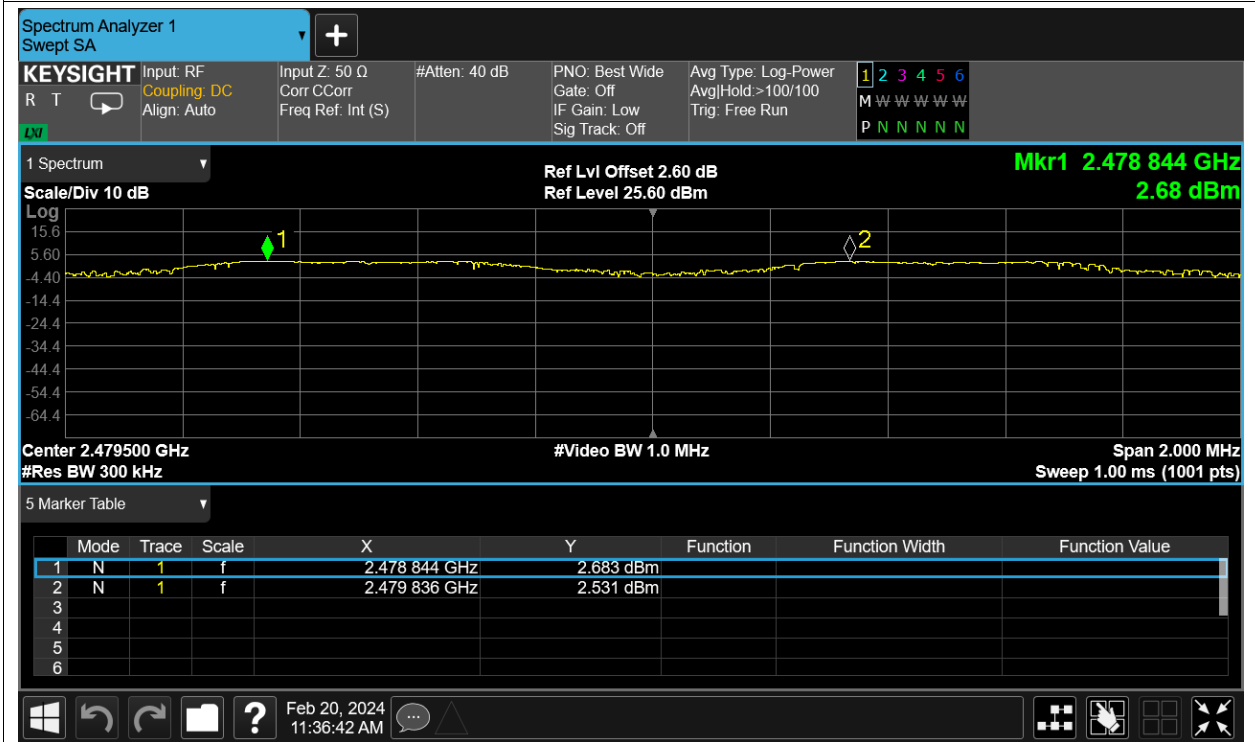 Spectrum Analyzer 1
Swept SA
+
KEYSIGHT
R T
LXI
Input: RF
Coupling: DC
Align: Auto
Input Z: 50 Ω
Corr CCorr
Freq Ref: Int (S)
#Atten: 40 dB
PNO: Best Wide
Gate: Off
IF Gain: Low
Sig Track: Off
Avg Type: Log-Power
Avg|Hold:>100/100
Trig: Free Run
1 2 3 4 5 6
M W W W W W
P N N N N N
1 Spectrum
Scale/Div 10 dB
Ref Lvl Offset 2.60 dB
Ref Level 25.60 dBm
Mkr1 2.478 844 GHz
2.68 dBm
Log
15.6
5.60
-4.40
-14.4
-24.4
-34.4
-44.4
-54.4
-64.4
1
2
Center 2.479500 GHz
#Res BW 300 kHz
#Video BW 1.0 MHz
Span 2.000 MHz
Sweep 1.00 ms (1001 pts)
5 Marker Table
Mode Trace Scale X Y Function Function Width Function Value
1 N 1 f 2.478 844 GHz 2.683 dBm
2 N 1 f 2.479 836 GHz 2.531 dBm
3
4
5
6
?
Feb 20, 2024
11:36:42 AM